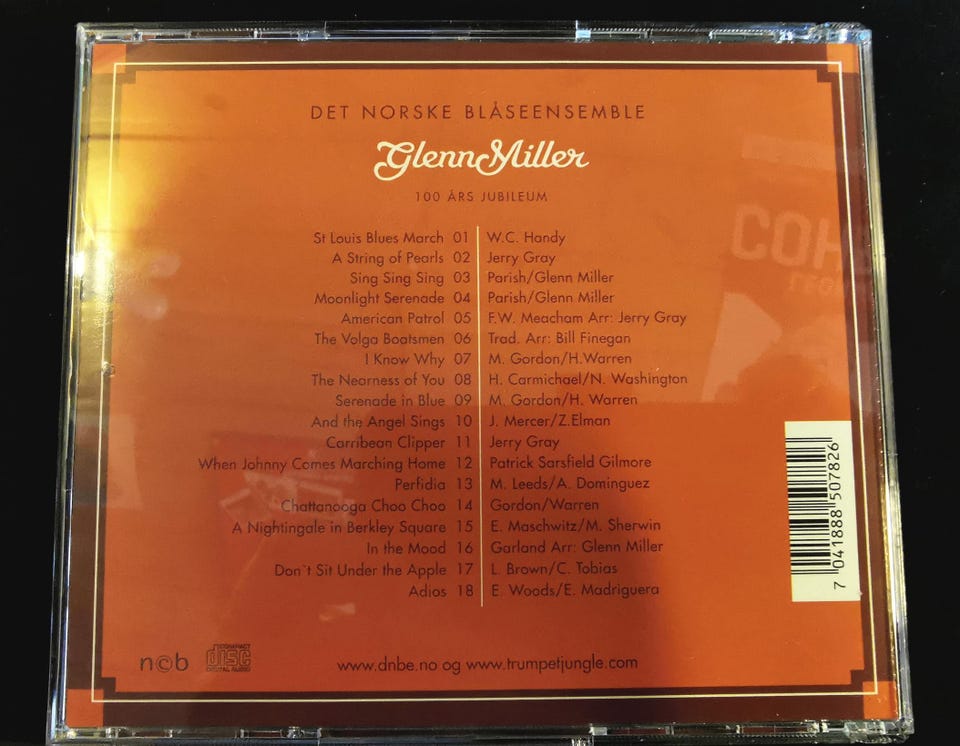 DET NORSKE BLÅSEENSEMBLE
Glenn Miller
100 ÅRS JUBILEUM
St Louis Blues March 01 W.C. Handy
A String of Pearls 02 Jerry Gray
Sing Sing Sing 03 Parish/Glenn Miller
Moonlight Serenade 04 Parish/Glenn Miller
American Patrol 05 F.W. Meacham Arr: Jerry Gray
The Volga Boatsmen 06 Trad. Arr: Bill Finegan
I Know Why 07 M. Gordon/H.Warren
The Nearness of You 08 H. Carmichael/N. Washington
Serenade in Blue 09 M. Gordon/H. Warren
And the Angel Sings 10 J. Mercer/Z.Elman
Carribean Clipper 11 Jerry Gray
When Johnny Comes Marching Home 12 Patrick Sarsfield Gilmore
Perfidia 13 M. Leeds/A. Dominguez
Chattanooga Choo Choo 14 Gordon/Warren
A Nightingale in Berkley Square 15 E. Maschwitz/M. Sherwin
In the Mood 16 Garland Arr: Glenn Miller
Don`t Sit Under the Apple 17 L. Brown/C. Tobias
Adios 18 E. Woods/E. Madriguera
7 041888 507826
n©b COMPACT
disc
DIGITAL AUDIO
www.dnbe.no og www.trumpetjungle.com